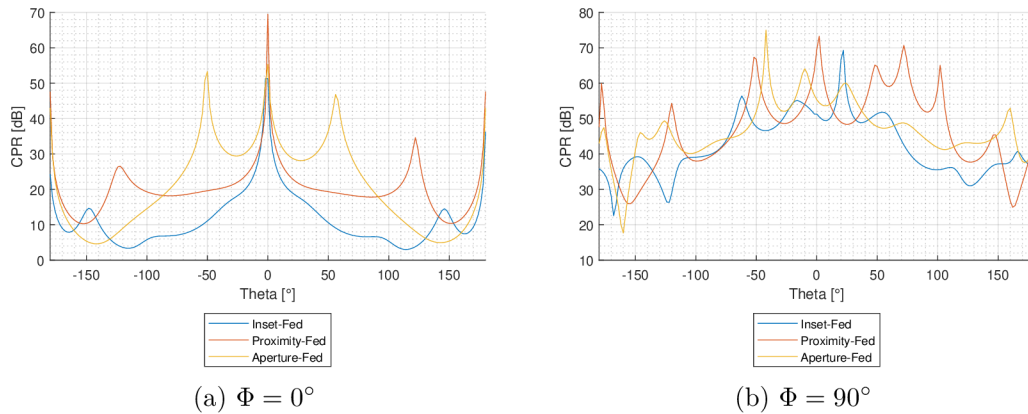 70
60
50
40
30
20
10
0
CPR [dB]
-150 -100 -50 0 50 100 150
Theta [°]
Inset-Fed
Proximity-Fed
Aperture-Fed
(a) Φ = 0°
80
70
60
50
40
30
20
10
CPR [dB]
-150 -100 -50 0 50 100 150
Theta [°]
Inset-Fed
Proximity-Fed
Aperture-Fed
(b) Φ = 90°